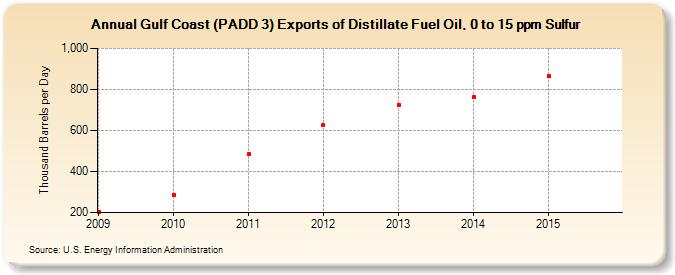 Annual Gulf Coast (PADD 3) Exports of Distillate Fuel Oil, 0 to 15 ppm Sulfur
Thousand Barrels per Day
1,000
800
600
400
200
2009 2010 2011 2012 2013 2014 2015
Source: U.S. Energy Information Administration